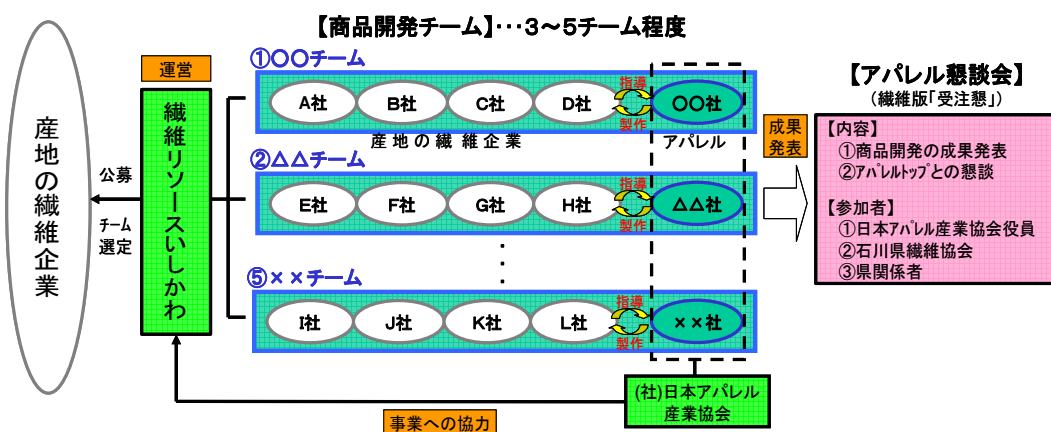 【商品開発チーム】･･･3～5チーム程度
産地の繊維企業
公募
チーム
選定
運営
繊維リソースいしかわ
①〇〇チーム
A社
B社
C社
D社
指導
製作
〇〇社
産地の繊維企業
アパレル
②△△チーム
E社
F社
G社
H社
指導
製作
△△社
⑤××チーム
I社
J社
K社
L社
指導
製作
××社
(社)日本アパレル
産業協会
事業への協力
成果
発表
【アパレル懇談会】
(繊維版「受注懇」)
【内容】
①商品開発の成果発表
②アパレルトップとの懇談
【参加者】
①日本アパレル産業協会役員
②石川県繊維協会
③県関係者